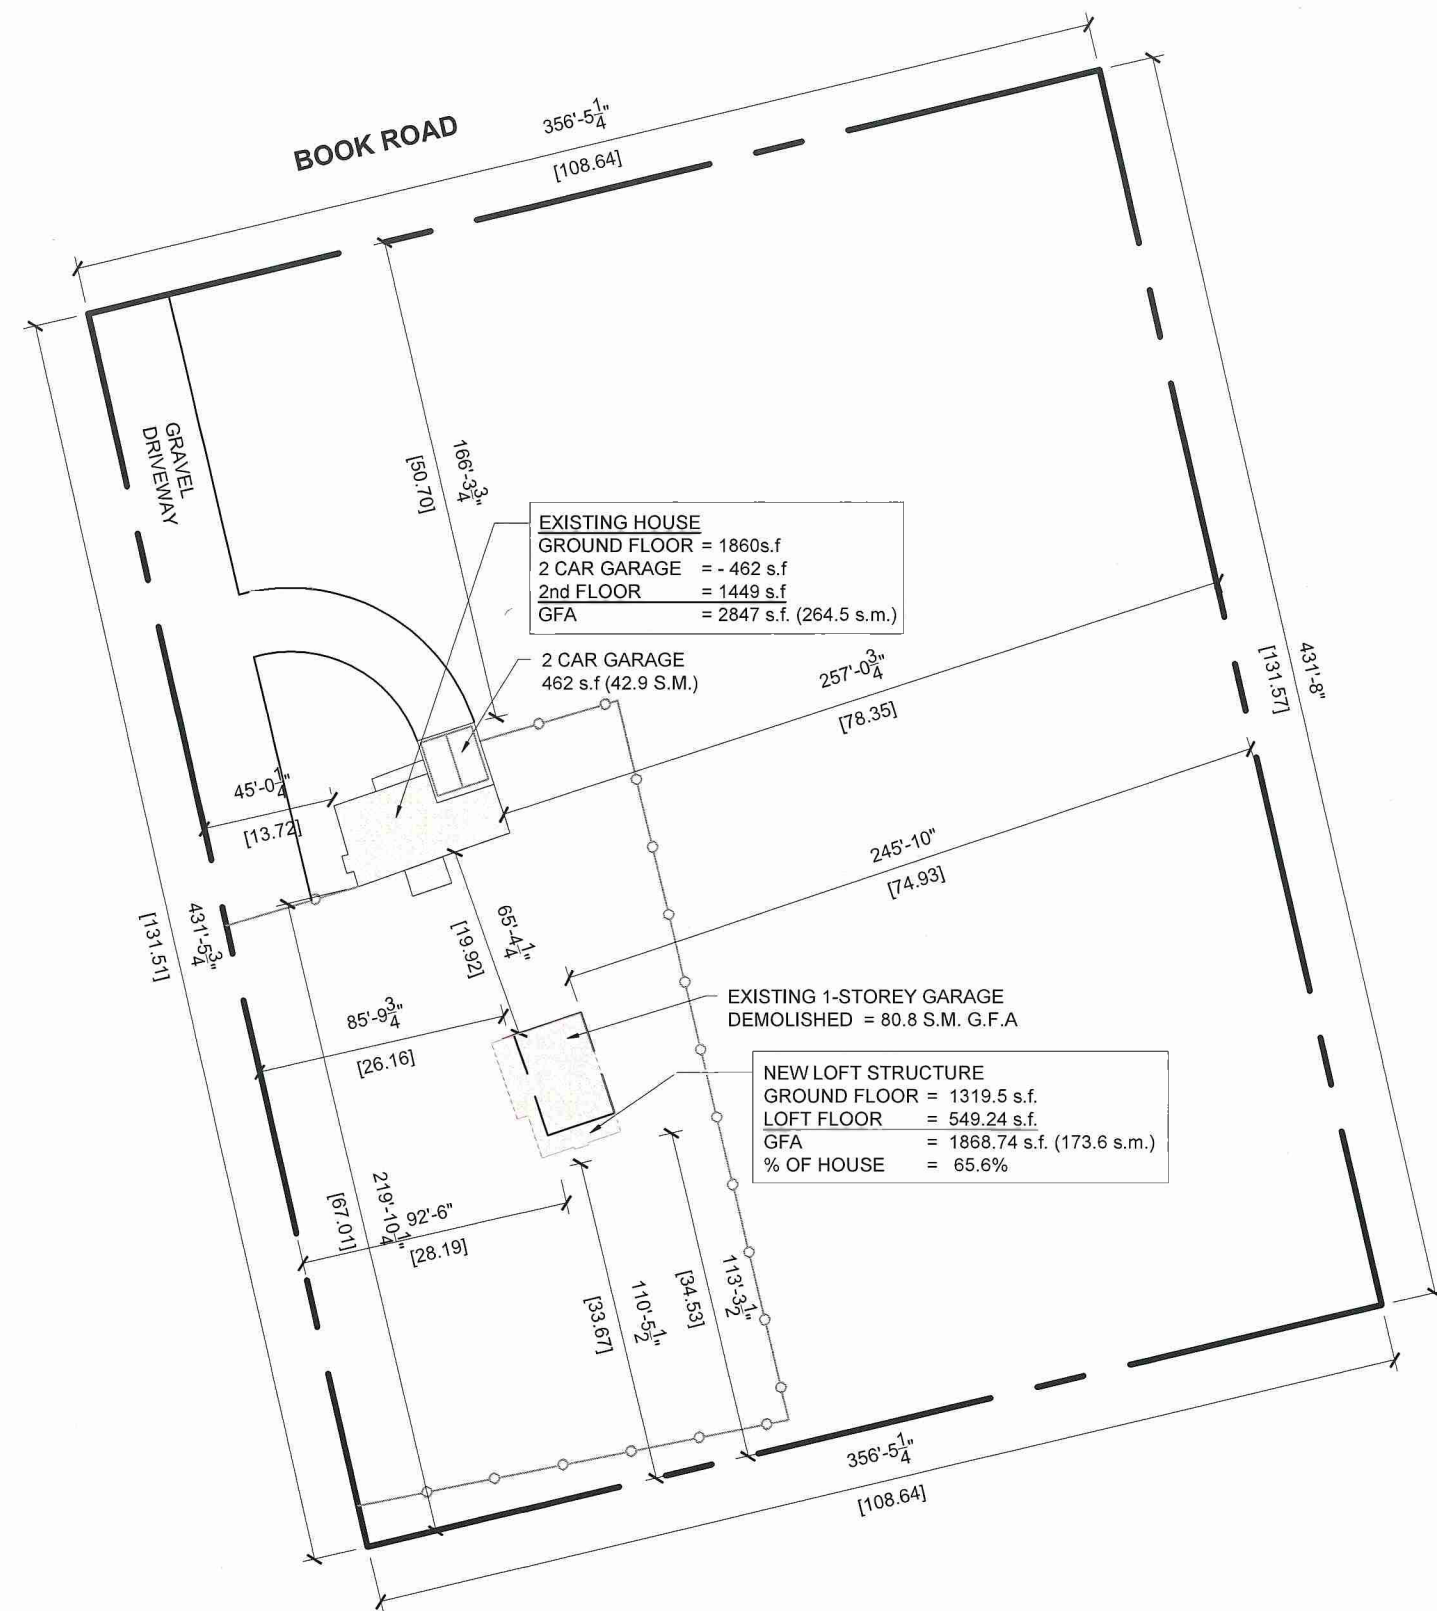 BOOK ROAD
356'-5 1/4"
[108.64]
GRAVEL
DRIVEWAY
166'-3 3/4"
[50.70]
EXISTING HOUSE
GROUND FLOOR = 1860s.f
2 CAR GARAGE = - 462 s.f
2nd FLOOR = 1449 s.f
GFA = 2847 s.f. (264.5 s.m.)
2 CAR GARAGE
462 s.f (42.9 S.M.)
257'-0 3/4"
[78.35]
431'-8"
[131.57]
45'-0 1/4"
[13.72]
245'-10"
[74.93]
431'-5 3/4"
[131.51]
65'-4 1/4"
[19.92]
EXISTING 1-STOREY GARAGE
DEMOLISHED = 80.8 S.M. G.F.A
85'-9 3/4"
[26.16]
NEW LOFT STRUCTURE
GROUND FLOOR = 1319.5 s.f.
LOFT FLOOR = 549.24 s.f.
GFA = 1868.74 s.f. (173.6 s.m.)
% OF HOUSE = 65.6%
219'-10 1/4"
[67.01]
92'-6"
[28.19]
110'-5 1/2"
[33.67]
113'-3 1/2"
[34.53]
356'-5 1/4"
[108.64]